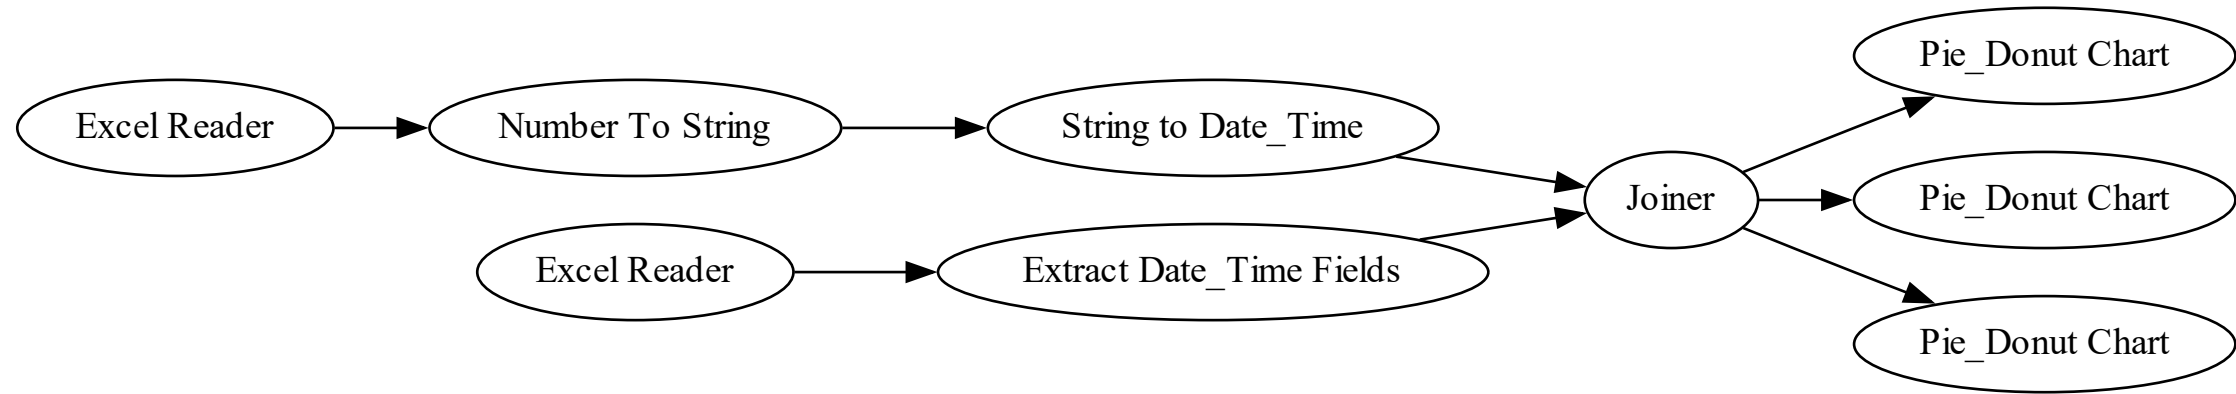 Excel Reader
Number To String
String to Date_Time
Excel Reader
Extract Date_Time Fields
Joiner
Pie_Donut Chart
Pie_Donut Chart
Pie_Donut Chart